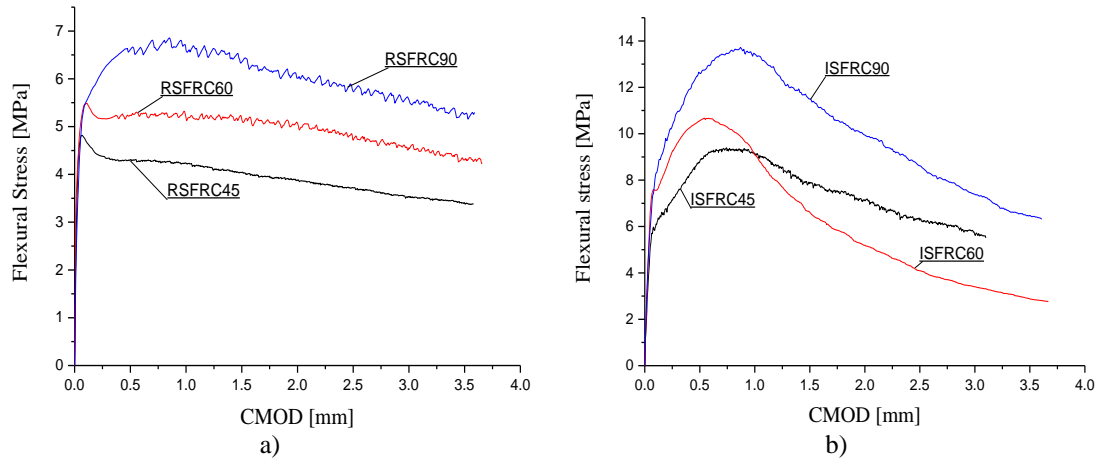 Flexural Stress [MPa]
7
6
5
4
3
2
1
0
RSFRC90
RSFRC60
RSFRC45
0.0 0.5 1.0 1.5 2.0 2.5 3.0 3.5 4.0
CMOD [mm]
a)
Flexural stress [MPa]
14
12
10
8
6
4
2
0
ISFRC90
ISFRC45
ISFRC60
0.0 0.5 1.0 1.5 2.0 2.5 3.0 3.5 4.0
CMOD [mm]
b)